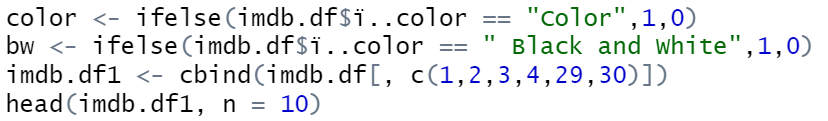 color <- ifelse(imdb.df$ï..color == "Color",1,0)
bw <- ifelse(imdb.df$ï..color == " Black and White",1,0)
imdb.df1 <- cbind(imdb.df[, c(1,2,3,4,29,30)])
head(imdb.df1, n = 10)